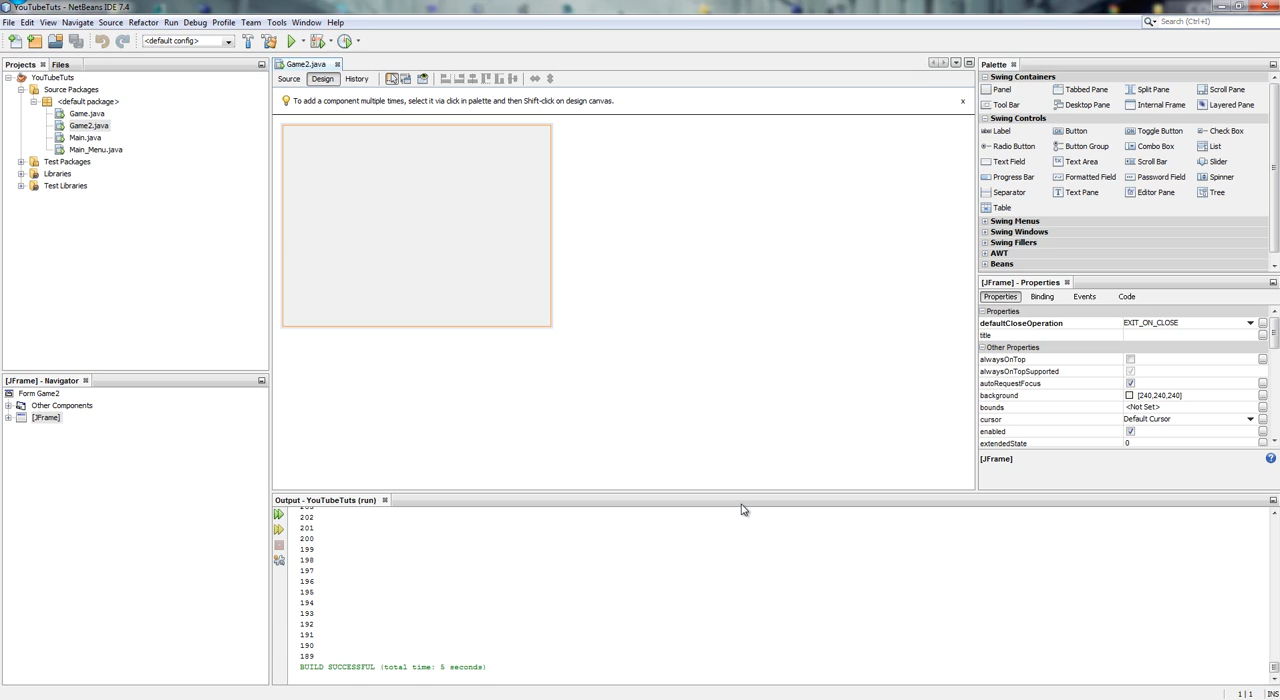 YouTubeTuts - NetBeans IDE 7.4
File Edit View Navigate Source Refactor Run Debug Profile Team Tools Window Help
Search (Ctrl+I)
<default config>
Projects Files
YouTubeTuts
Source Packages
<default package>
Game.java
Game2.java
Main.java
Main_Menu.java
Test Packages
Libraries
Test Libraries
[JFrame] - Navigator
Form Game2
Other Components
[JFrame]
Game2.java
Source Design History
To add a component multiple times, select it via click in palette and then Shift-click on design canvas.
x
Output - YouTubeTuts (run)
202
201
200
199
198
197
196
195
194
193
192
191
190
189
BUILD SUCCESSFUL (total time: 5 seconds)
Palette
Swing Containers
Panel Tabbed Pane Split Pane Scroll Pane
Tool Bar Desktop Pane Internal Frame Layered Pane
Swing Controls
Label Button Toggle Button Check Box
Radio Button Button Group Combo Box List
Text Field Text Area Scroll Bar Slider
Progress Bar Formatted Field Password Field Spinner
Separator Text Pane Editor Pane Tree
Table
Swing Menus
Swing Windows
Swing Fillers
AWT
Beans
[JFrame] - Properties
Properties Binding Events Code
Properties
defaultCloseOperation EXIT_ON_CLOSE
title
Other Properties
alwaysOnTop
alwaysOnTopSupported
autoRequestFocus
background [240,240,240]
bounds <Not Set>
cursor Default Cursor
enabled
extendedState 0
[JFrame]
1|1 INS